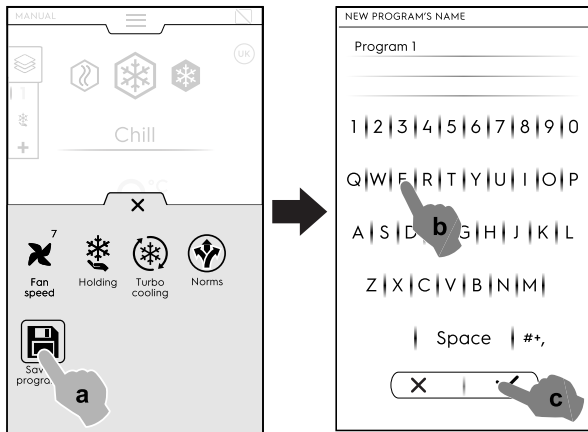 MANUAL
UK
1
Chill
°C
7
Fan
speed
Holding
Turbo
cooling
Norms
a
NEW PROGRAM'S NAME
Program 1
1 2 3 4 5 6 7 8 9 0
Q W E R T Y U I O P
A S D G H J K L
b
Z X C V B N M
Space #+,
c